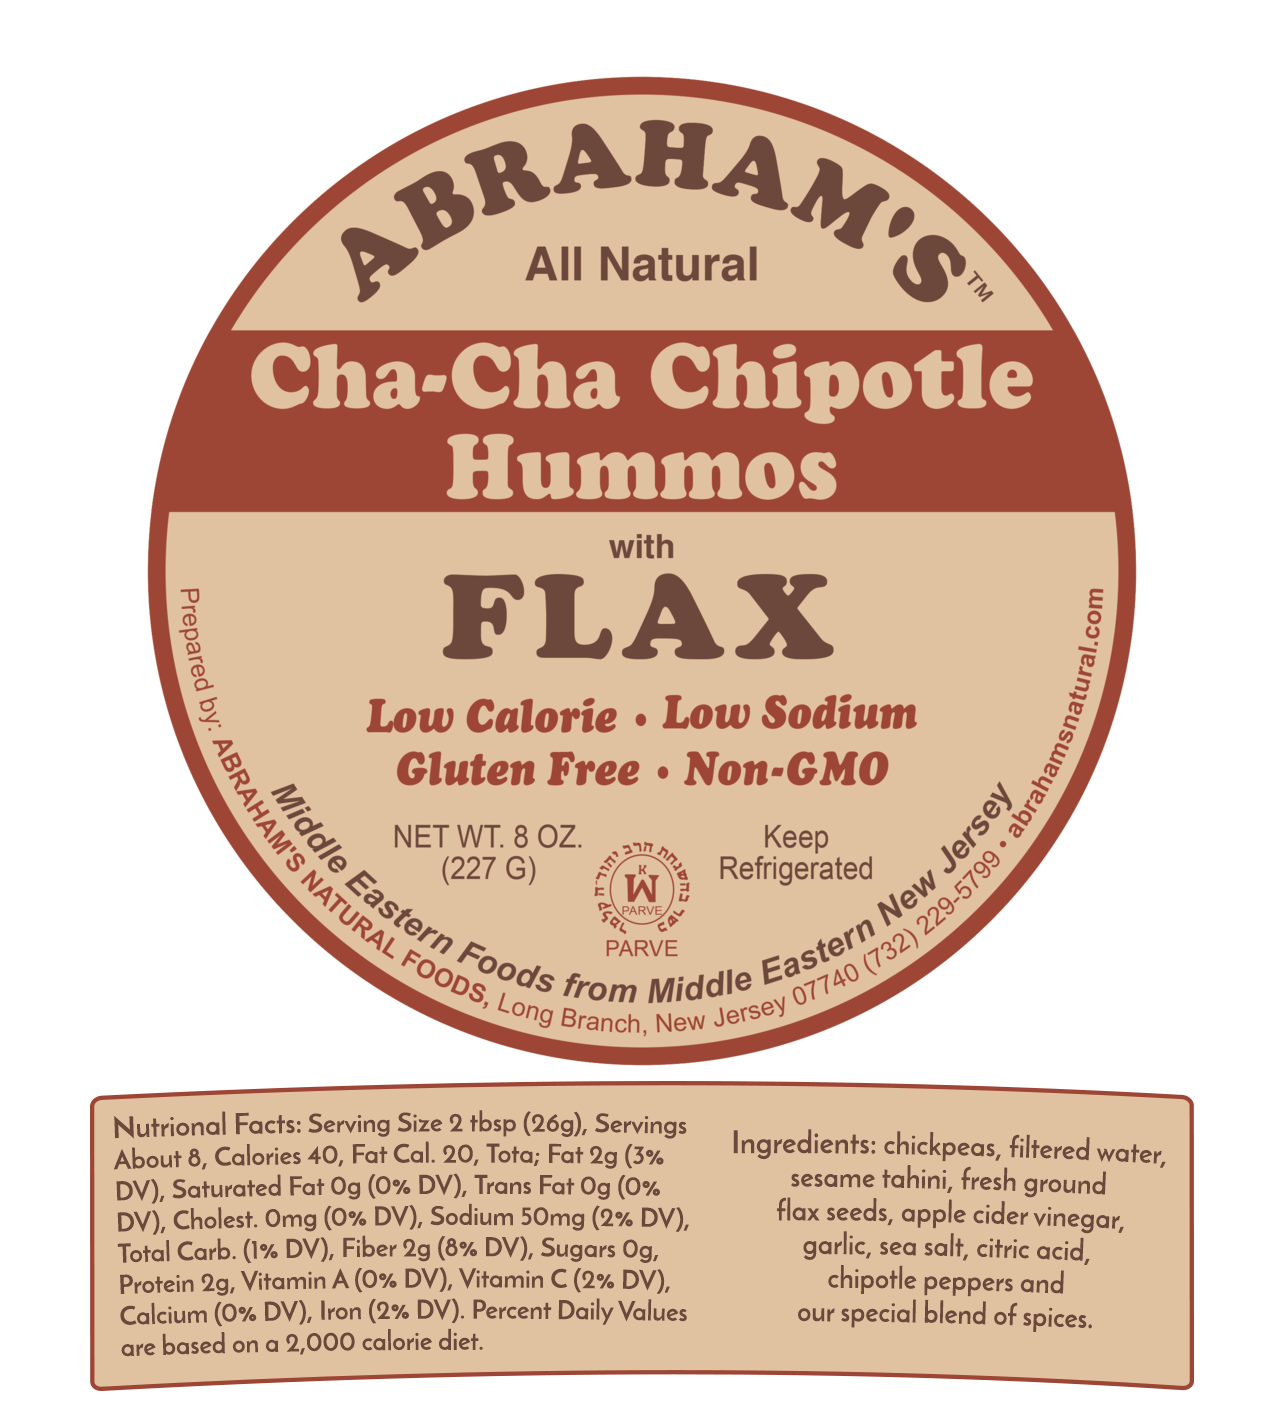 ABRAHAM'S™
All Natural
Cha-Cha Chipotle
Hummos
with
FLAX
Low Calorie • Low Sodium
Gluten Free • Non-GMO
NET WT. 8 OZ.
(227 G)
Keep
Refrigerated
כשר בהשגחת הרב יהודה קלמר
K
PARVE
PARVE
Middle Eastern Foods from Middle Eastern New Jersey
Prepared by: ABRAHAM'S NATURAL FOODS, Long Branch, New Jersey 07740 (732) 229-5799 • abrahamsnatural.com
Nutrional Facts: Serving Size 2 tbsp (26g), Servings
About 8, Calories 40, Fat Cal. 20, Tota; Fat 2g (3%
DV), Saturated Fat 0g (0% DV), Trans Fat 0g (0%
DV), Cholest. 0mg (0% DV), Sodium 50mg (2% DV),
Total Carb. (1% DV), Fiber 2g (8% DV), Sugars 0g,
Protein 2g, Vitamin A (0% DV), Vitamin C (2% DV),
Calcium (0% DV), Iron (2% DV). Percent Daily Values
are based on a 2,000 calorie diet.
Ingredients: chickpeas, filtered water,
sesame tahini, fresh ground
flax seeds, apple cider vinegar,
garlic, sea salt, citric acid,
chipotle peppers and
our special blend of spices.